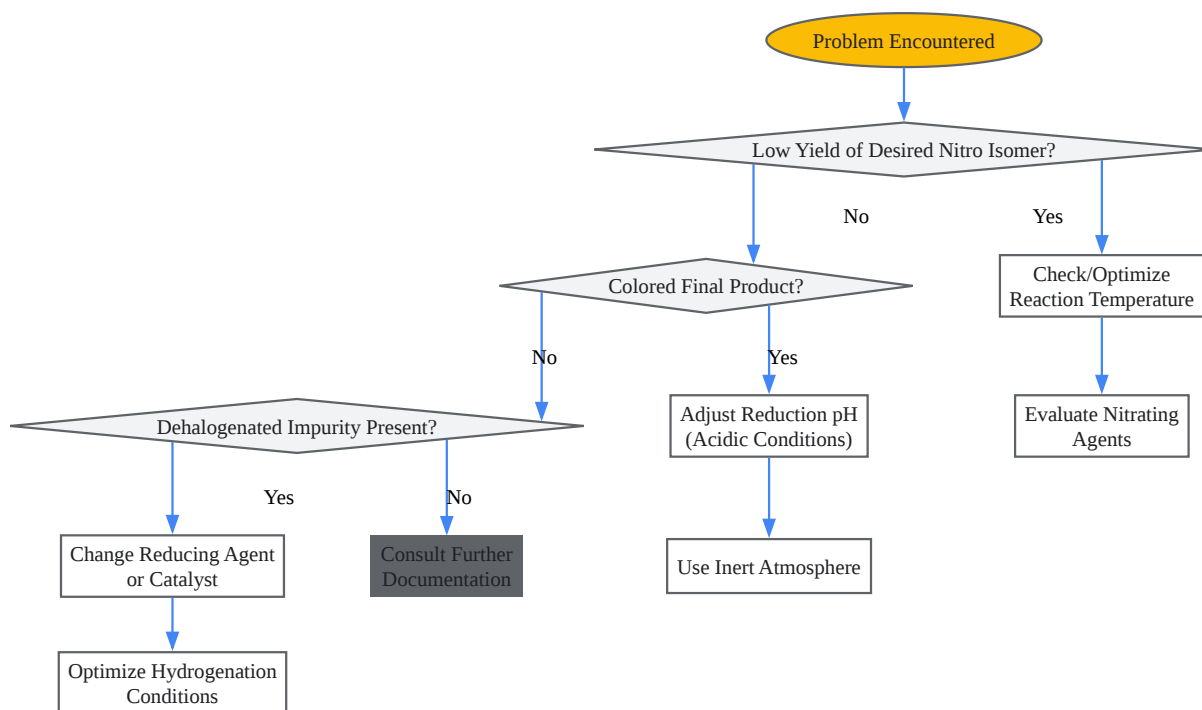 Problem Encountered
Low Yield of Desired Nitro Isomer?
No
Yes
Check/Optimize
Reaction Temperature
Colored Final Product?
No
Yes
Adjust Reduction pH
(Acidic Conditions)
Evaluate Nitrating
Agents
Dehalogenated Impurity Present?
Yes
No
Change Reducing Agent
or Catalyst
Consult Further
Documentation
Use Inert Atmosphere
Optimize Hydrogenation
Conditions